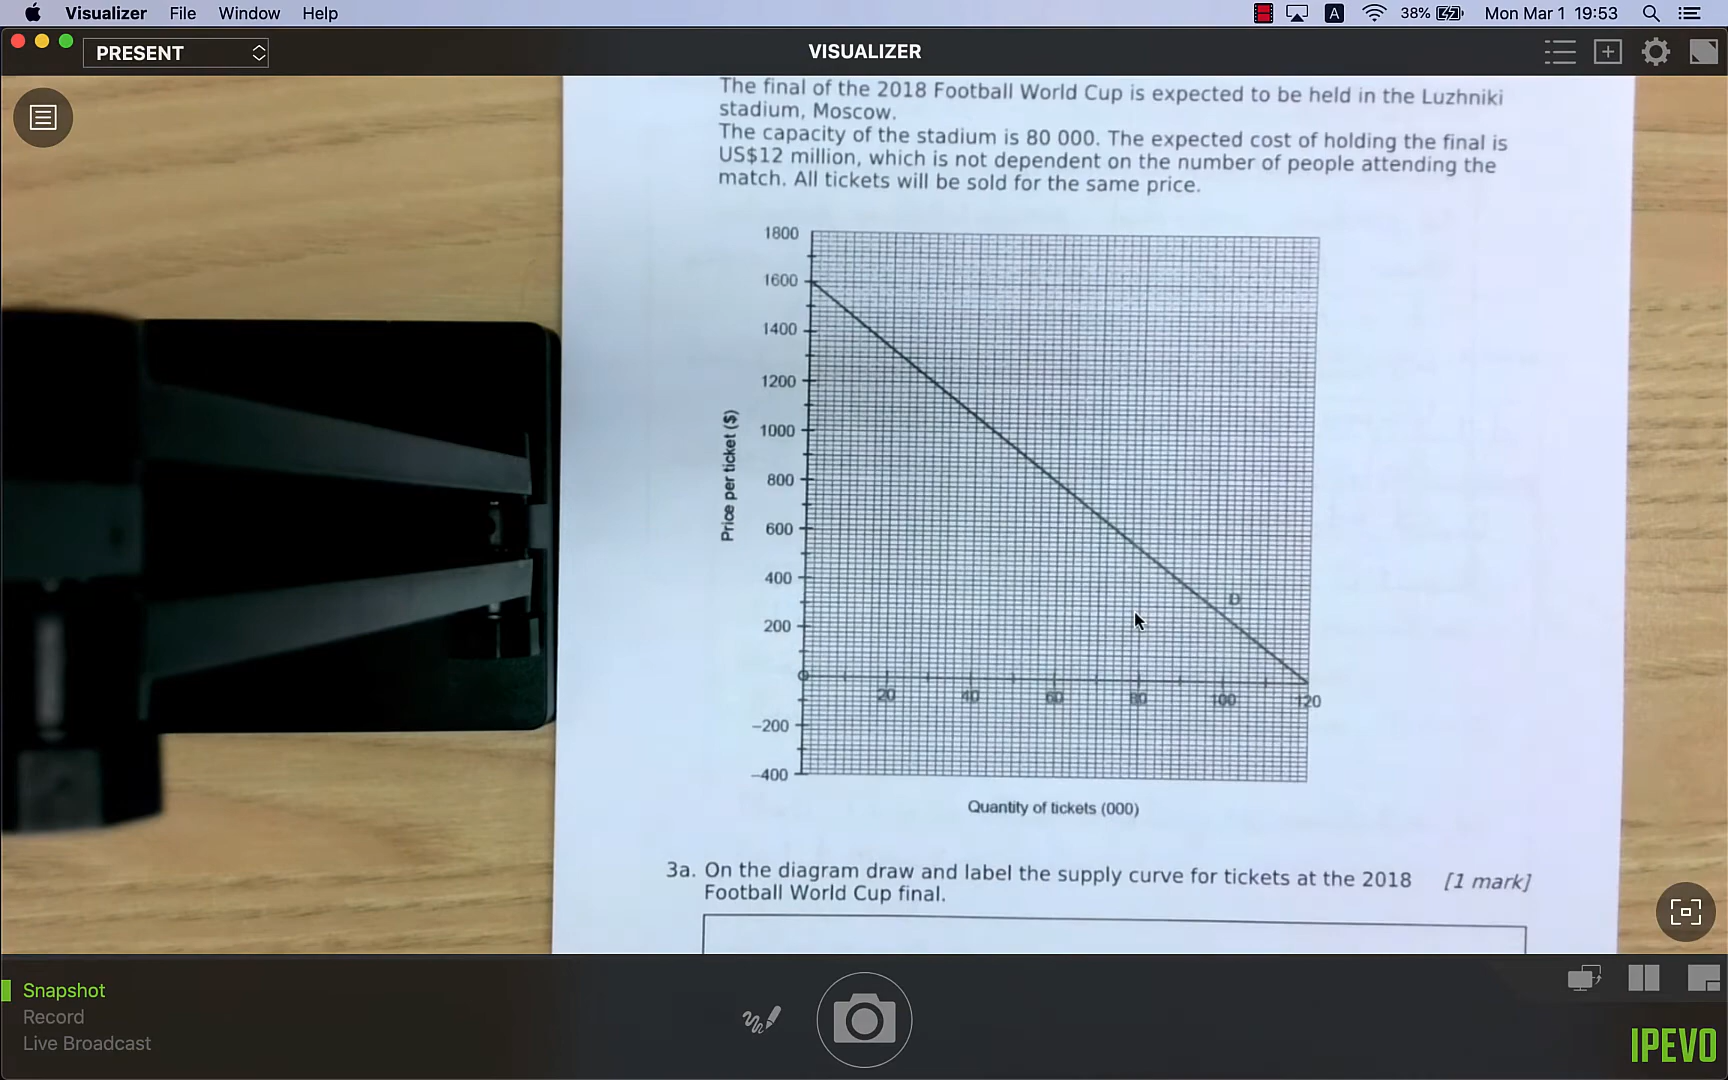 Visualizer File Window Help
A 38% Mon Mar 1 19:53
PRESENT
VISUALIZER
The final of the 2018 Football World Cup is expected to be held in the Luzhniki
stadium, Moscow.
The capacity of the stadium is 80 000. The expected cost of holding the final is
US$12 million, which is not dependent on the number of people attending the
match. All tickets will be sold for the same price.
1800
1600
1400
1200
1000
800
600
400
200
0
−200
−400
Price per ticket ($)
D
20 40 60 80 100 120
Quantity of tickets (000)
3a. On the diagram draw and label the supply curve for tickets at the 2018 [1 mark]
Football World Cup final.
Snapshot
Record
Live Broadcast
IPEVO